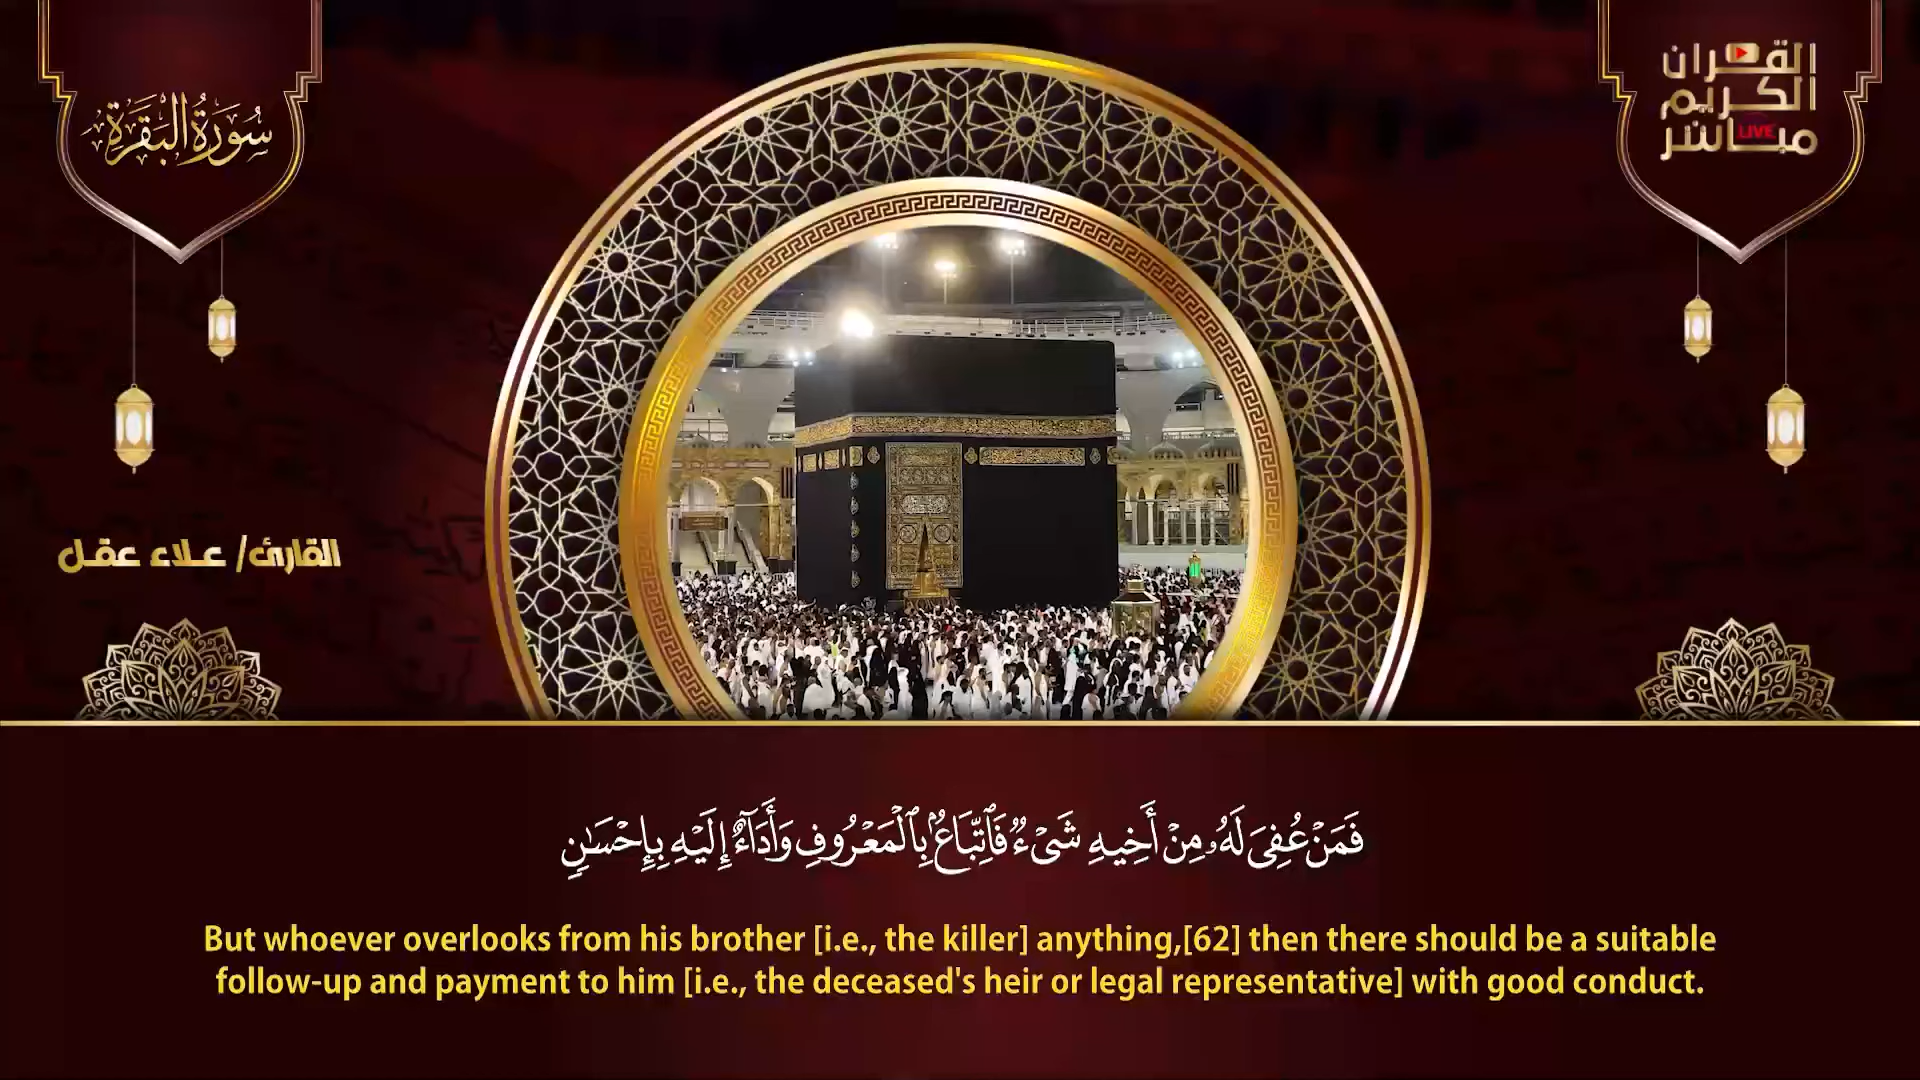 سُورَةُ البَقَرَةِ
القرآن
الكريم
مباشر
LIVE
القارئ/ علاء عقل
فَمَنْ عُفِىَ لَهُۥ مِنْ أَخِيهِ شَىْءٌ فَٱتِّبَاعٌۢ بِٱلْمَعْرُوفِ وَأَدَآءٌ إِلَيْهِ بِإِحْسَـٰنٍ
But whoever overlooks from his brother [i.e., the killer] anything,[62] then there should be a suitable
follow-up and payment to him [i.e., the deceased's heir or legal representative] with good conduct.